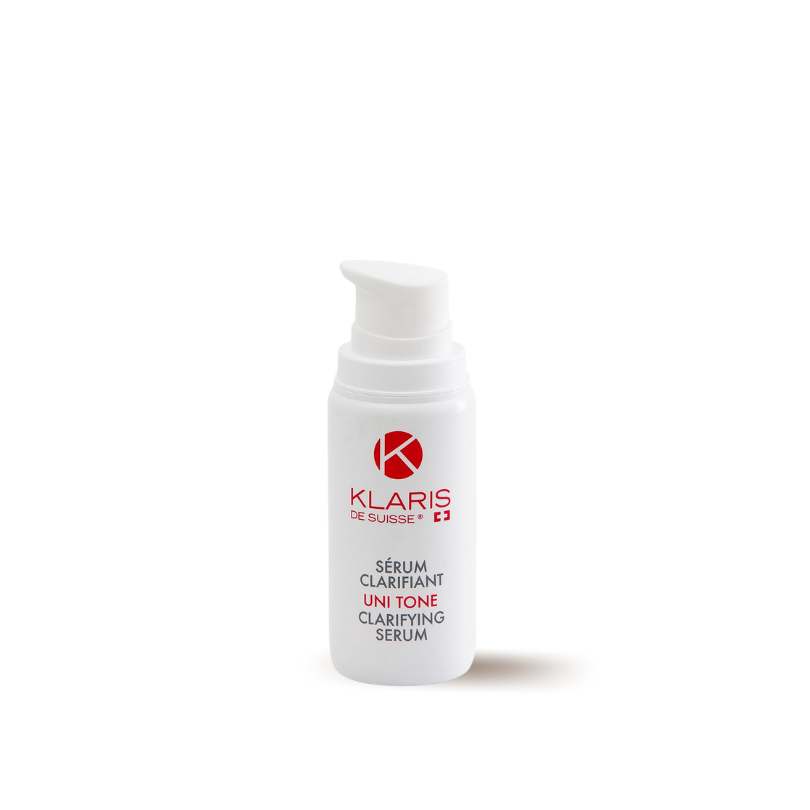 K
KLARIS
DE SUISSE®
SÉRUM
CLARIFIANT
UNI TONE
CLARIFYING
SERUM